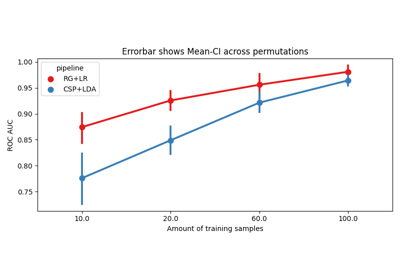 Errorbar shows Mean-CI across permutations
pipeline
RG+LR
CSP+LDA
ROC AUC
1.00
0.95
0.90
0.85
0.80
0.75
10.0 20.0 60.0 100.0
Amount of training samples